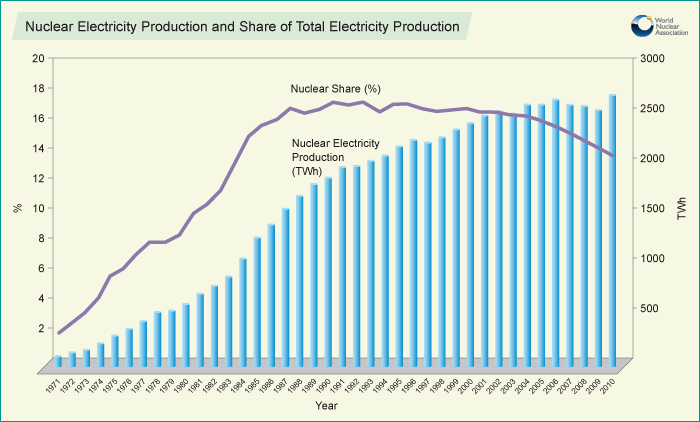 Nuclear Electricity Production and Share of Total Electricity Production
World
Nuclear
Association
20
18
16
14
12
10
8
6
4
2
%
3000
2500
2000
1500
1000
500
TWh
Nuclear Share (%)
Nuclear Electricity
Production
(TWh)
1971 1972 1973 1974 1975 1976 1977 1978 1979 1980 1981 1982 1983 1984 1985 1986 1987 1988 1989 1990 1991 1992 1993 1994 1995 1996 1997 1998 1999 2000 2001 2002 2003 2004 2005 2006 2007 2008 2009 2010
Year